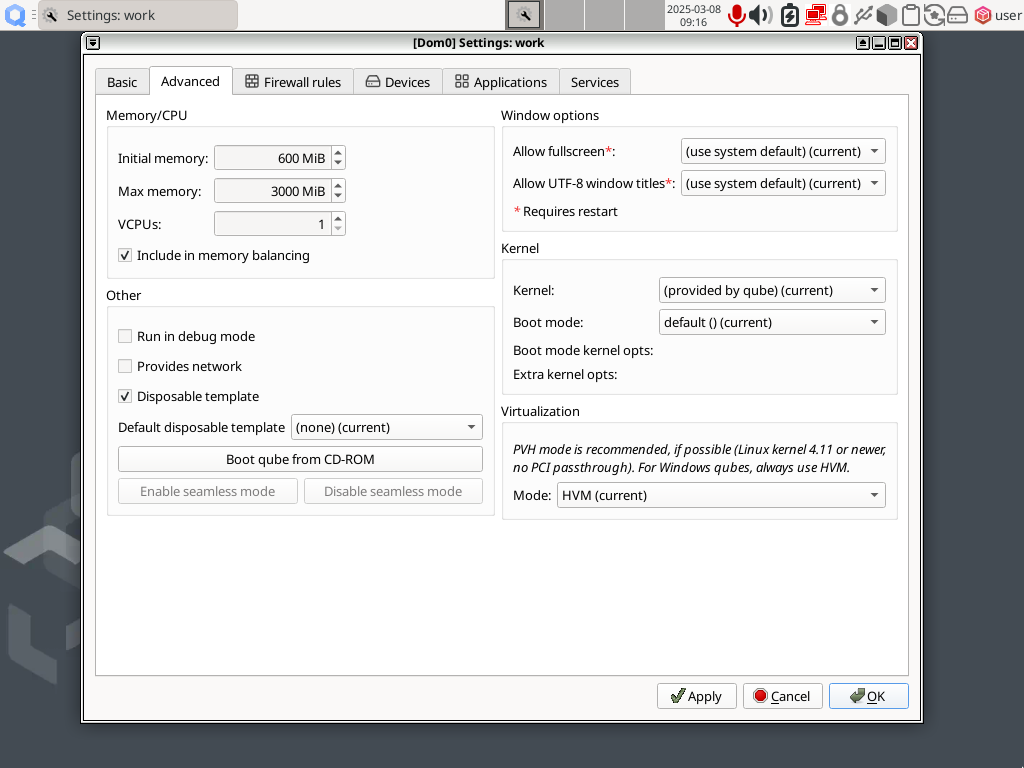 Settings: work
2025-03-08
09:16
user
[Dom0] Settings: work
Basic
Advanced
Firewall rules
Devices
Applications
Services
Memory/CPU
Initial memory: 600 MiB
Max memory: 3000 MiB
VCPUs: 1
Include in memory balancing
Other
Run in debug mode
Provides network
Disposable template
Default disposable template (none) (current)
Boot qube from CD-ROM
Enable seamless mode
Disable seamless mode
Window options
Allow fullscreen*: (use system default) (current)
Allow UTF-8 window titles*: (use system default) (current)
* Requires restart
Kernel
Kernel: (provided by qube) (current)
Boot mode: default () (current)
Boot mode kernel opts:
Extra kernel opts:
Virtualization
PVH mode is recommended, if possible (Linux kernel 4.11 or newer,
no PCI passthrough). For Windows qubes, always use HVM.
Mode: HVM (current)
Apply
Cancel
OK